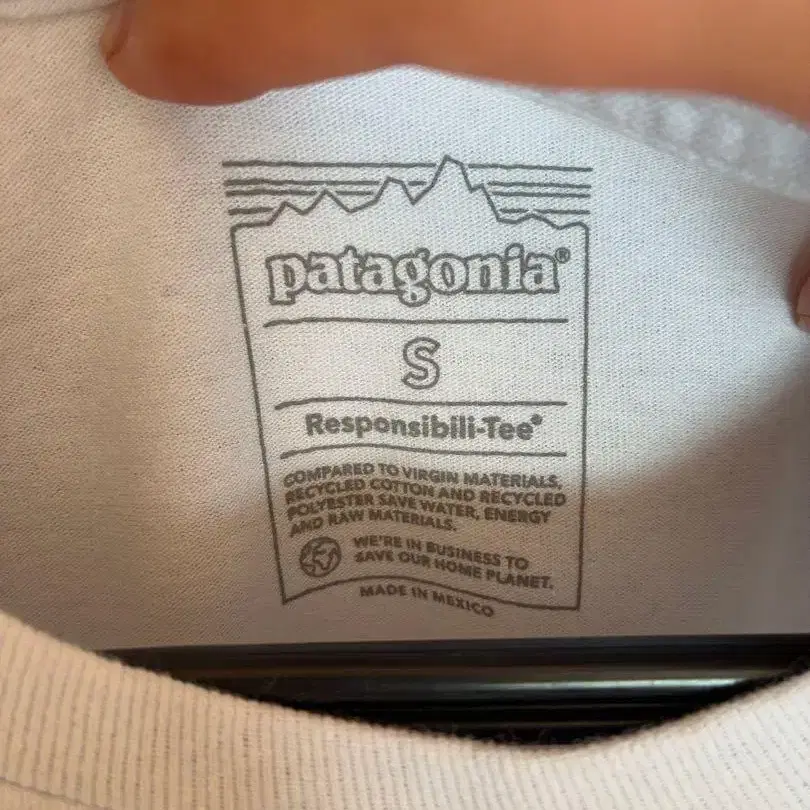 patagonia®
S
Responsibili-Tee®
COMPARED TO VIRGIN MATERIALS,
RECYCLED COTTON AND RECYCLED
POLYESTER SAVE WATER, ENERGY
AND RAW MATERIALS.
WE'RE IN BUSINESS TO
SAVE OUR HOME PLANET.
MADE IN MEXICO